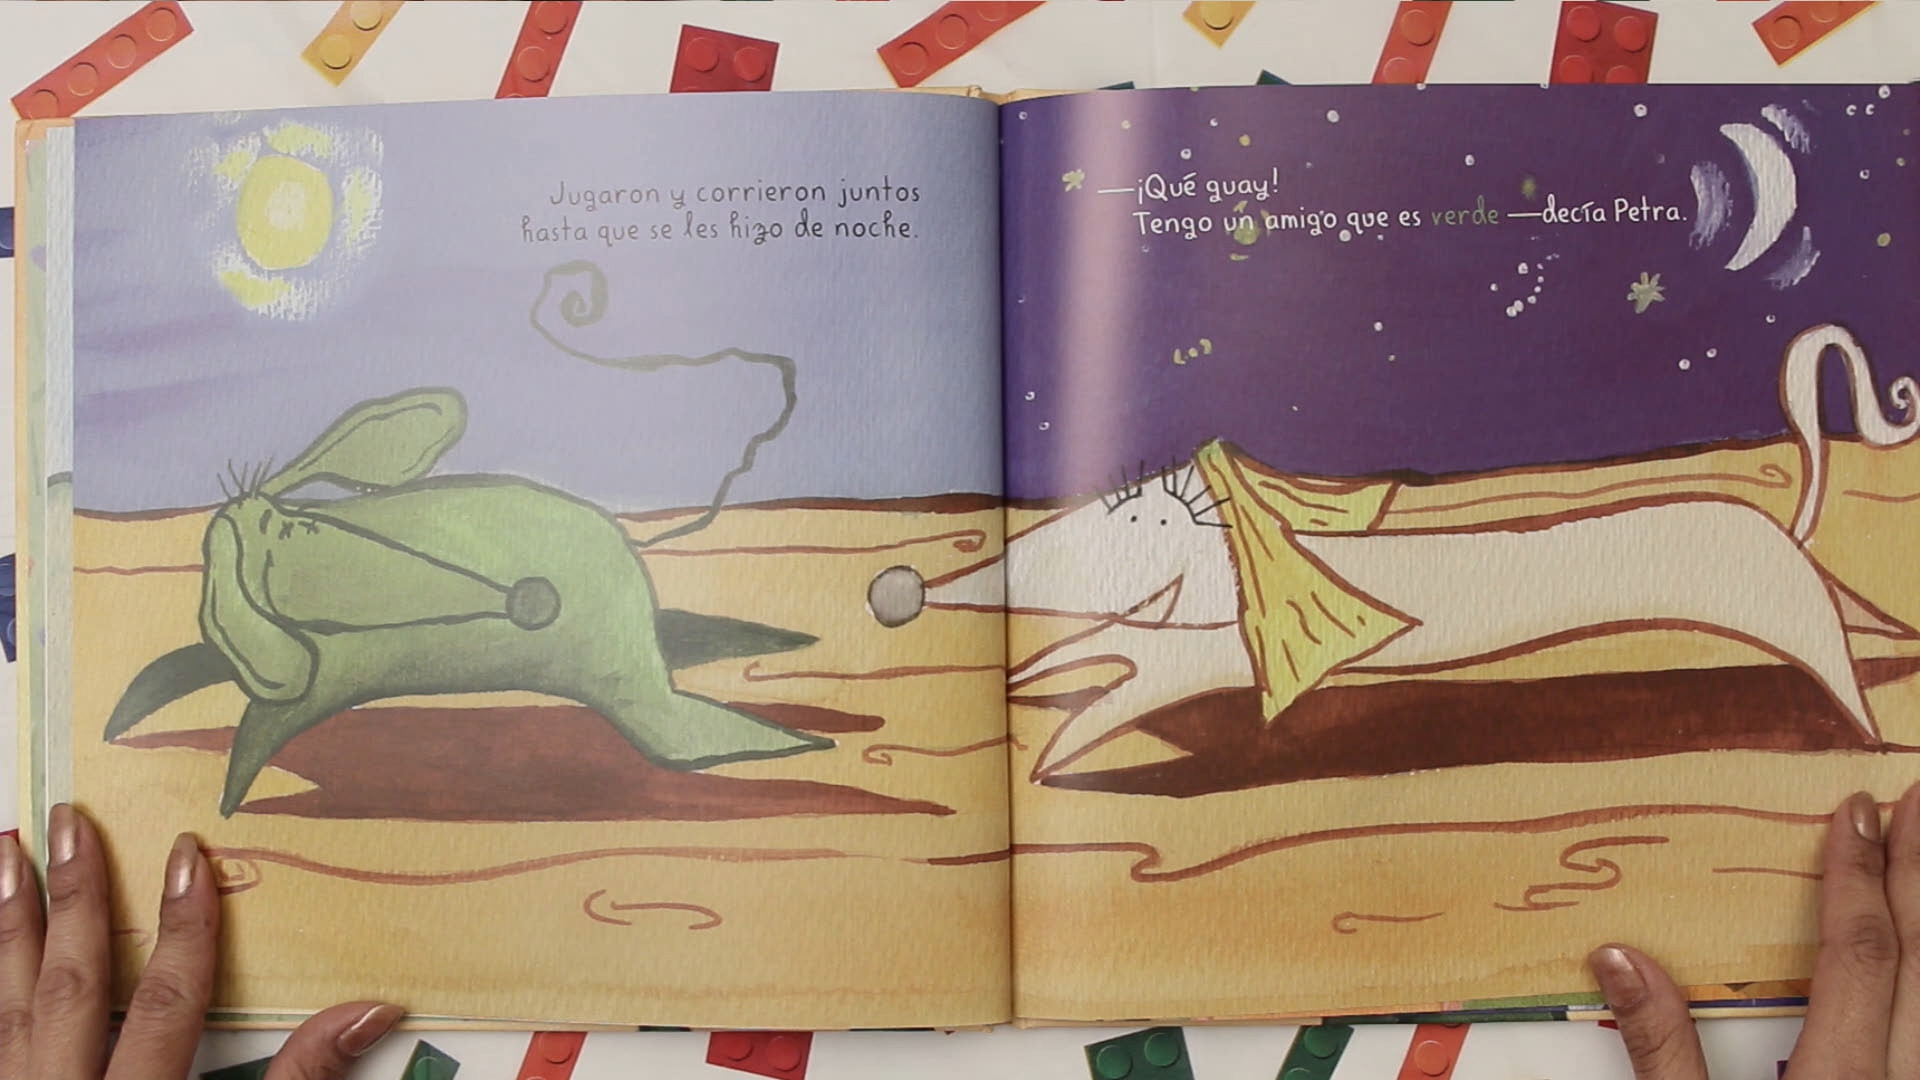 Jugaron y corrieron juntos
hasta que se les hizo de noche.
—¡Qué guay!
Tengo un amigo que es verde —decía Petra.